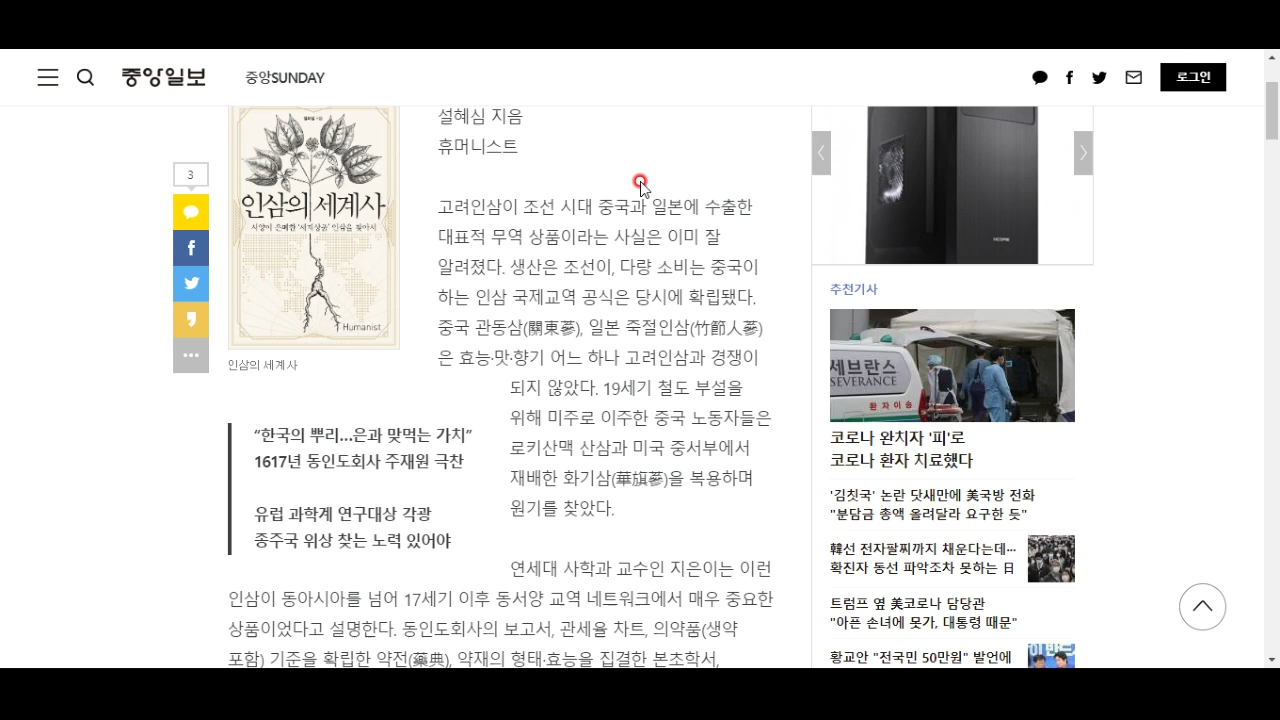 중앙일보
중앙SUNDAY
로그인
3
인삼의 세계사
서양이 은폐한 '세계상품' 인삼을 찾아서
Humanist
인삼의 세계사
설혜심 지음
휴머니스트
고려인삼이 조선 시대 중국과 일본에 수출한
대표적 무역 상품이라는 사실은 이미 잘
알려졌다. 생산은 조선이, 다량 소비는 중국이
하는 인삼 국제교역 공식은 당시에 확립됐다.
중국 관동삼(關東蔘), 일본 죽절인삼(竹節人蔘)
은 효능·맛·향기 어느 하나 고려인삼과 경쟁이
되지 않았다. 19세기 철도 부설을
위해 미주로 이주한 중국 노동자들은
로키산맥 산삼과 미국 중서부에서
재배한 화기삼(華旗蔘)을 복용하며
원기를 찾았다.
“한국의 뿌리…은과 맞먹는 가치”
1617년 동인도회사 주재원 극찬
유럽 과학계 연구대상 각광
종주국 위상 찾는 노력 있어야
연세대 사학과 교수인 지은이는 이런
인삼이 동아시아를 넘어 17세기 이후 동서양 교역 네트워크에서 매우 중요한
상품이었다고 설명한다. 동인도회사의 보고서, 관세율 차트, 의약품(생약
포함) 기준을 확립한 약전(藥典), 약재의 형태·효능을 집결한 본초학서,
추천기사
세브란스
SEVERANCE
환자이송
코로나 완치자 '피'로
코로나 환자 치료했다
'김칫국' 논란 닷새만에 美국방 전화
"분담금 총액 올려달라 요구한 듯"
韓선 전자팔찌까지 채운다는데…
확진자 동선 파악조차 못하는 日
트럼프 옆 美코로나 담당관
"아픈 손녀에 못가, 대통령 때문"
황교안 "전국민 50만원" 발언에